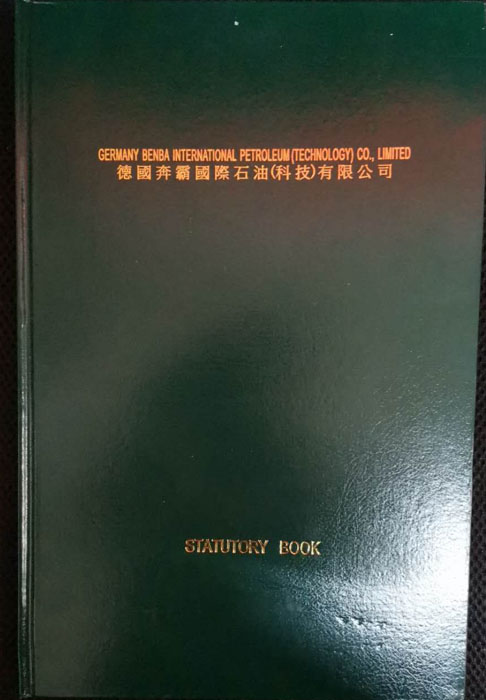 GERMANY BENBA INTERNATIONAL PETROLEUM(TECHNOLOGY) CO., LIMITED
德國奔霸國際石油(科技)有限公司
STATUTORY BOOK